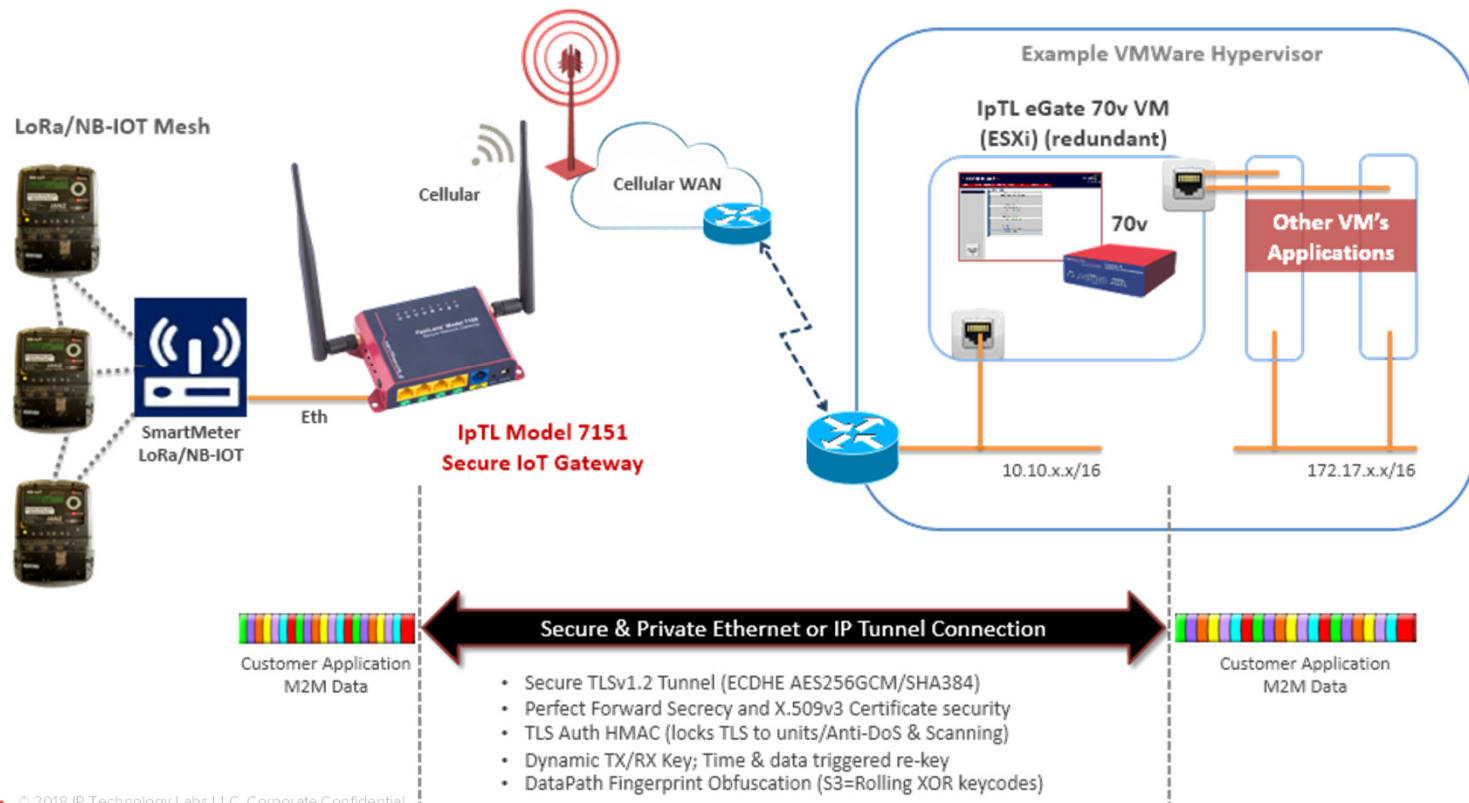 Example VMWare Hypervisor
LoRa/NB-IOT Mesh
IpTL eGate 70v VM
(ESXi) (redundant)
Cellular
Cellular WAN
70v
Other VM's
Applications
SmartMeter
LoRa/NB-IOT
Eth
IpTL Model 7151
Secure IoT Gateway
10.10.x.x/16
172.17.x.x/16
Secure & Private Ethernet or IP Tunnel Connection
Customer Application
M2M Data
Customer Application
M2M Data
• Secure TLSv1.2 Tunnel (ECDHE AES256GCM/SHA384)
• Perfect Forward Secrecy and X.509v3 Certificate security
• TLS Auth HMAC (locks TLS to units/Anti-DoS & Scanning)
• Dynamic TX/RX Key; Time & data triggered re-key
• DataPath Fingerprint Obfuscation (S3=Rolling XOR keycodes)
© 2018 IP Technology Labs LLC, Corporate Confidential